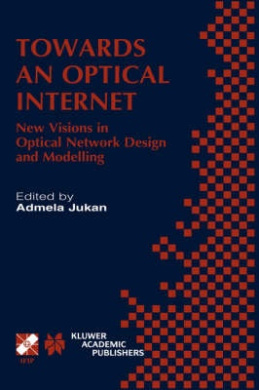 TOWARDS
AN OPTICAL
INTERNET
New Visions in
Optical Network Design
and Modelling
Edited by
Admela Jukan
ifip
KLUWER
ACADEMIC
PUBLISHERS